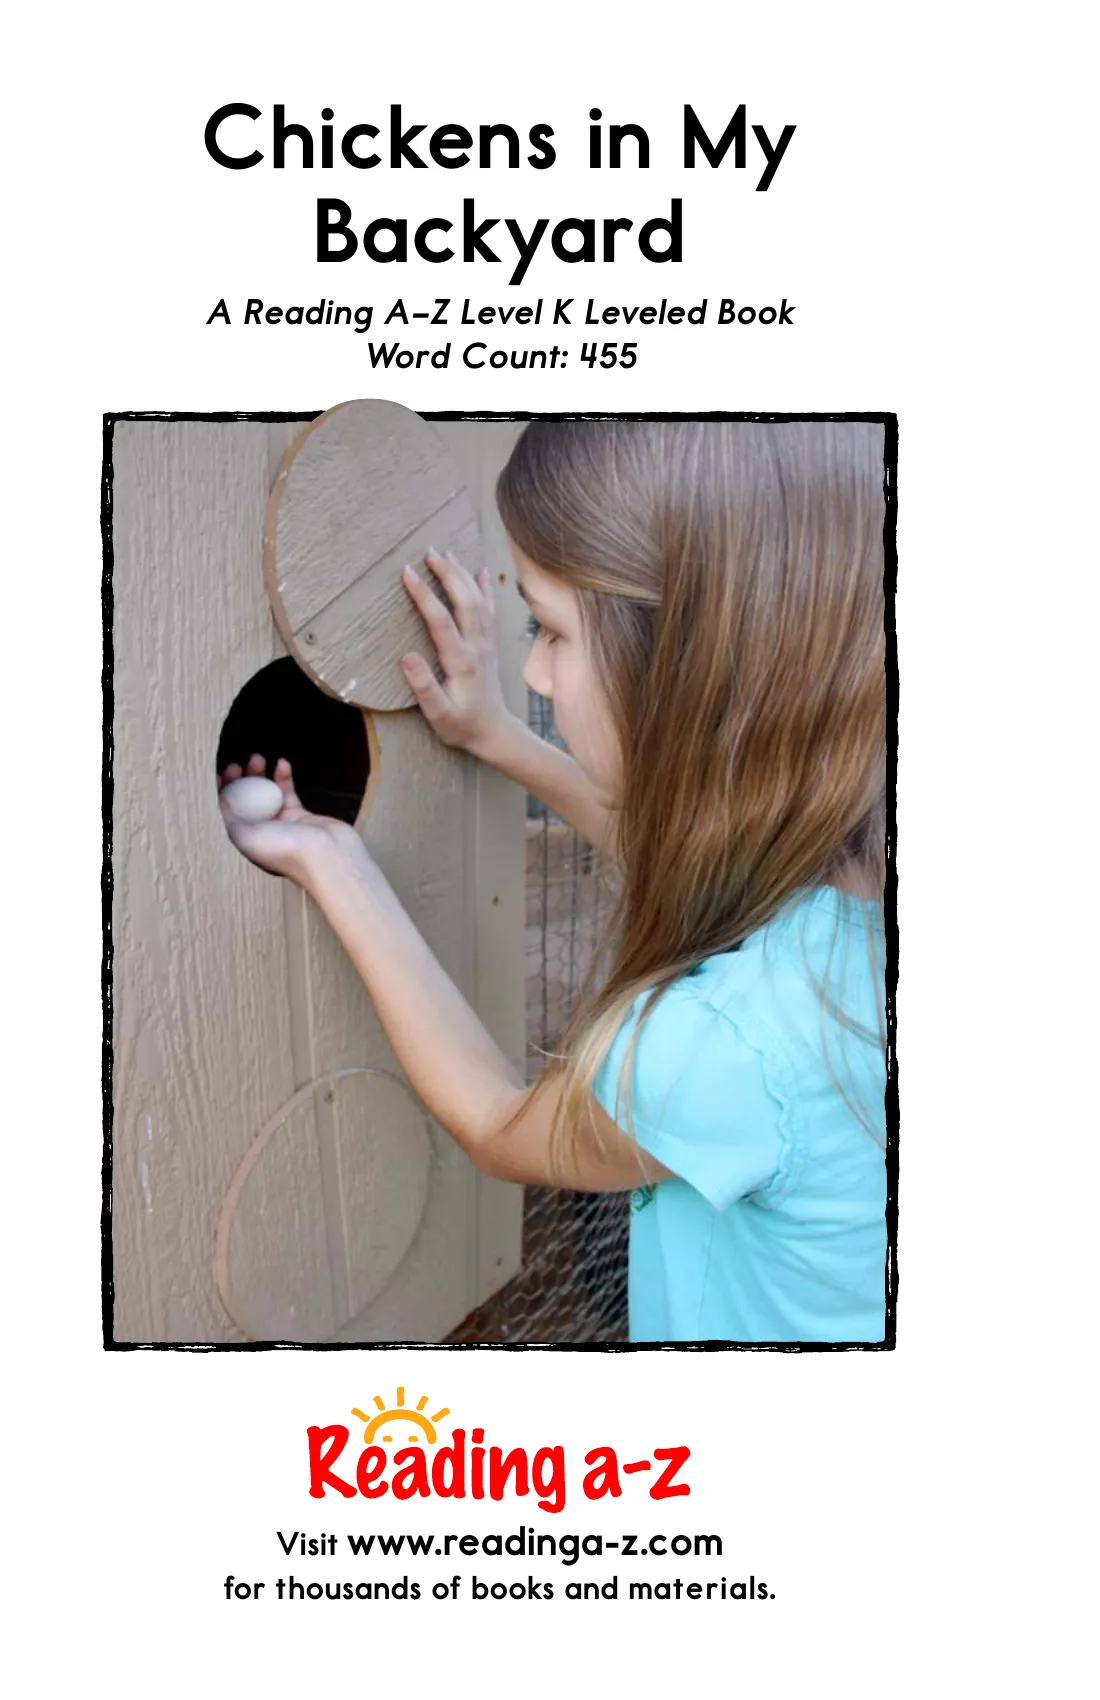 Chickens in My
Backyard
A Reading A–Z Level K Leveled Book
Word Count: 455
Reading a-z
Visit www.readinga-z.com
for thousands of books and materials.